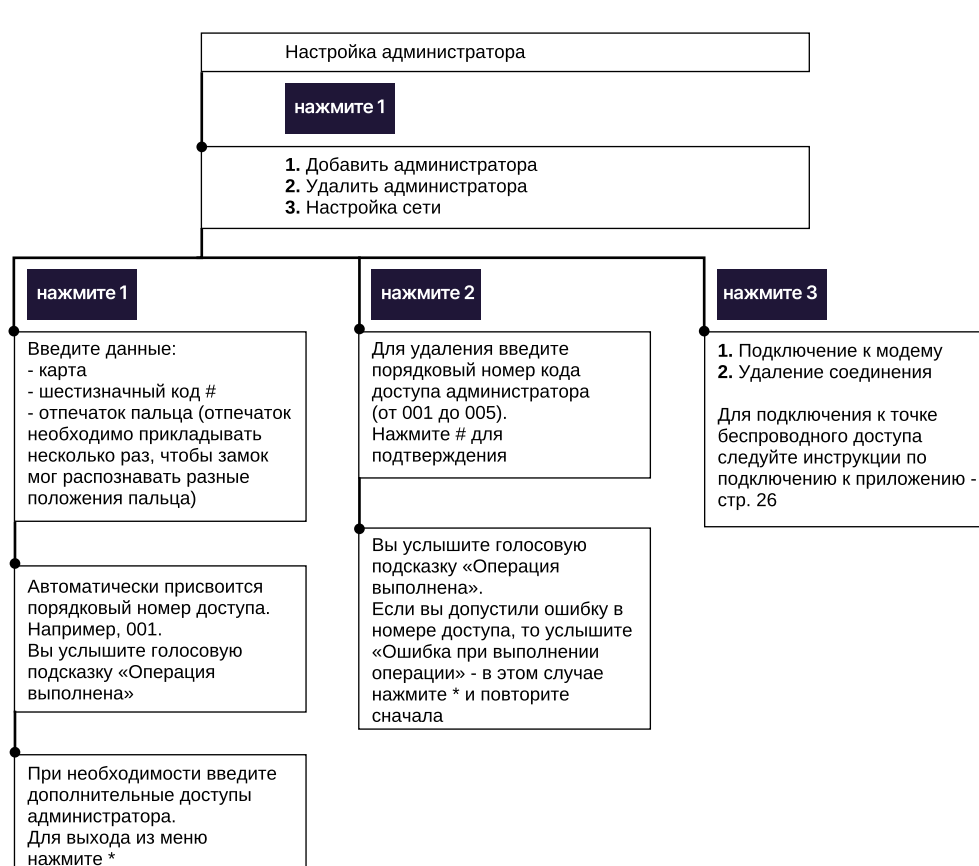 Настройка администратора
нажмите 1
1. Добавить администратора
2. Удалить администратора
3. Настройка сети
нажмите 1
Введите данные:
- карта
- шестизначный код #
- отпечаток пальца (отпечаток
необходимо прикладывать
несколько раз, чтобы замок
мог распознавать разные
положения пальца)
Автоматически присвоится
порядковый номер доступа.
Например, 001.
Вы услышите голосовую
подсказку «Операция
выполнена»
При необходимости введите
дополнительные доступы
администратора.
Для выхода из меню
нажмите *
нажмите 2
Для удаления введите
порядковый номер кода
доступа администратора
(от 001 до 005).
Нажмите # для
подтверждения
Вы услышите голосовую
подсказку «Операция
выполнена».
Если вы допустили ошибку в
номере доступа, то услышите
«Ошибка при выполнении
операции» - в этом случае
нажмите * и повторите
сначала
нажмите 3
1. Подключение к модему
2. Удаление соединения
Для подключения к точке
беспроводного доступа
следуйте инструкции по
подключению к приложению -
стр. 26